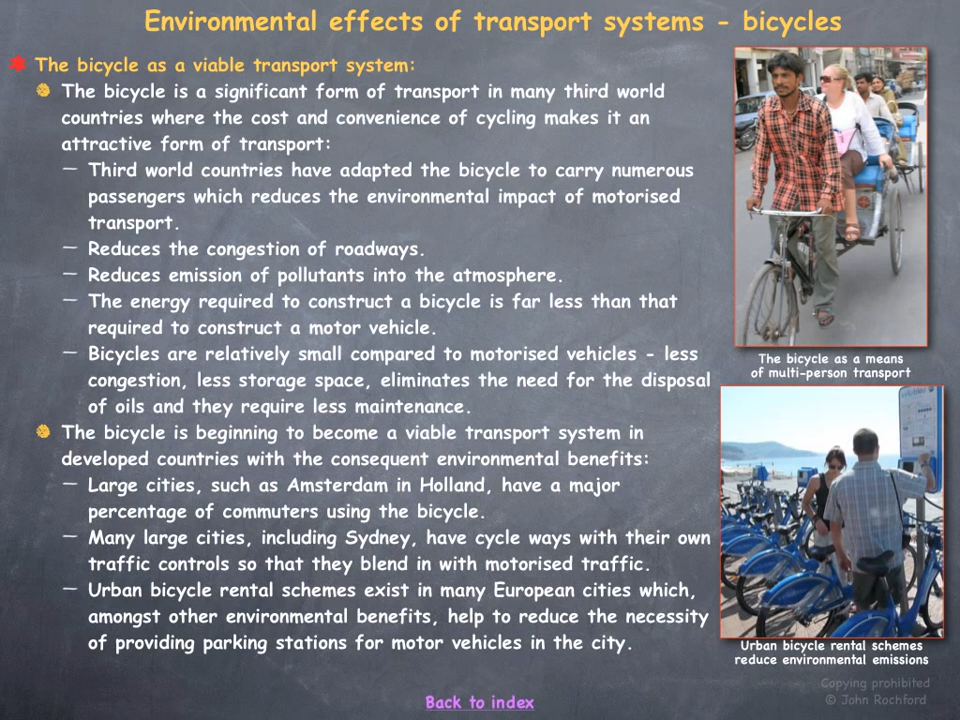 Environmental effects of transport systems - bicycles
The bicycle as a viable transport system:
The bicycle is a significant form of transport in many third world
countries where the cost and convenience of cycling makes it an
attractive form of transport:
— Third world countries have adapted the bicycle to carry numerous
passengers which reduces the environmental impact of motorised
transport.
— Reduces the congestion of roadways.
— Reduces emission of pollutants into the atmosphere.
— The energy required to construct a bicycle is far less than that
required to construct a motor vehicle.
— Bicycles are relatively small compared to motorised vehicles - less
congestion, less storage space, eliminates the need for the disposal
of oils and they require less maintenance.
The bicycle is beginning to become a viable transport system in
developed countries with the consequent environmental benefits:
— Large cities, such as Amsterdam in Holland, have a major
percentage of commuters using the bicycle.
— Many large cities, including Sydney, have cycle ways with their own
traffic controls so that they blend in with motorised traffic.
— Urban bicycle rental schemes exist in many European cities which,
amongst other environmental benefits, help to reduce the necessity
of providing parking stations for motor vehicles in the city.
The bicycle as a means
of multi-person transport
Urban bicycle rental schemes
reduce environmental emissions
Copying prohibited
© John Rochford
Back to index